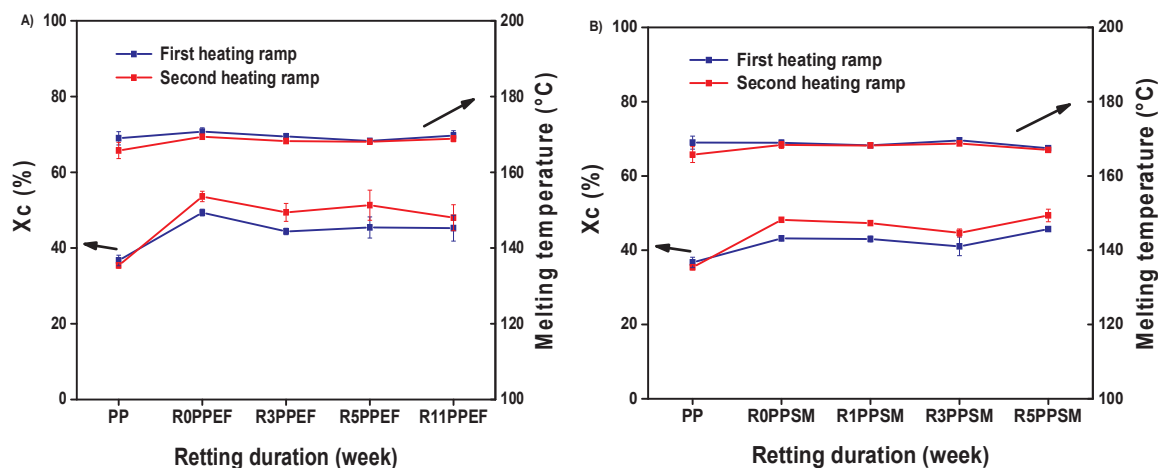 A)
100
80
60
40
20
0
Xc (%)
First heating ramp
Second heating ramp
200
180
160
140
120
100
Melting temperature (°C)
PP R0PPEF R3PPEF R5PPEF R11PPEF
Retting duration (week)
B)
100
80
60
40
20
0
Xc (%)
First heating ramp
Second heating ramp
200
180
160
140
120
100
Melting temperature (°C)
PP R0PPSM R1PPSM R3PPSM R5PPSM
Retting duration (week)